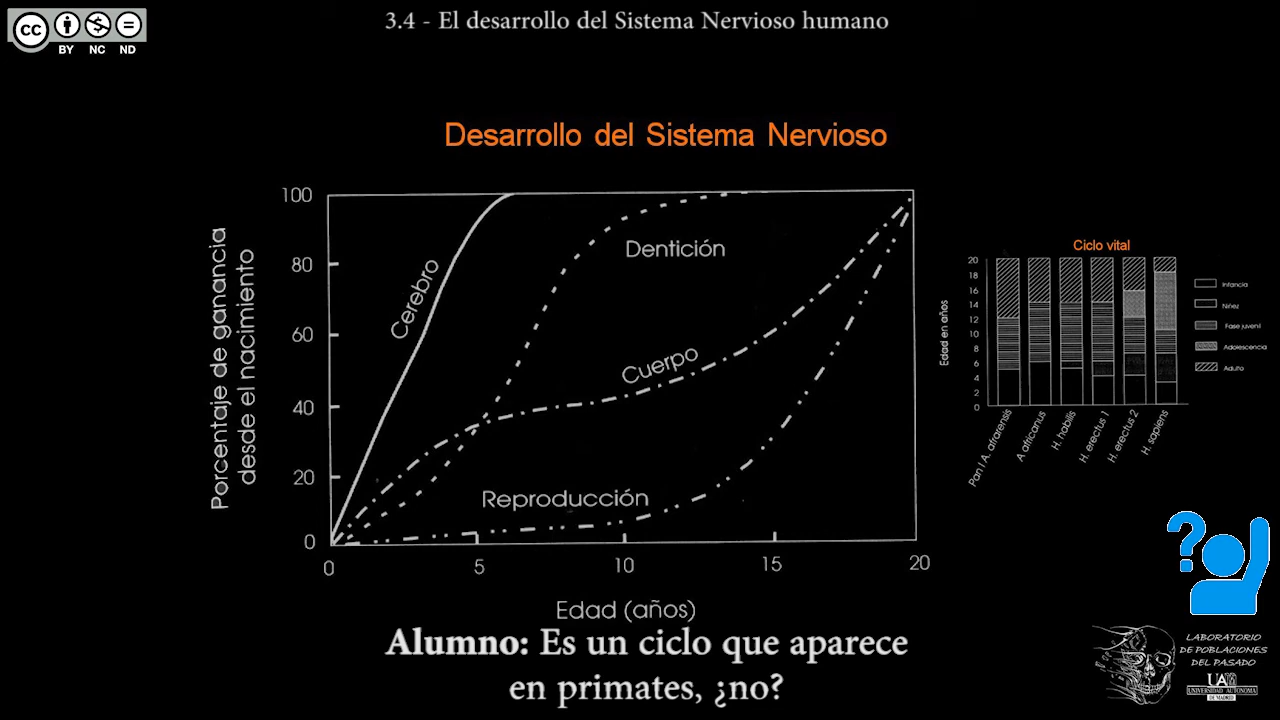 3.4 - El desarrollo del Sistema Nervioso humano
CC
BY NC ND
Desarrollo del Sistema Nervioso
Porcentaje de ganancia
desde el nacimiento
100
80
60
40
20
0
Cerebro
Dentición
Cuerpo
Reproducción
0 5 10 15 20
Edad (años)
Ciclo vital
Edad en años
20
18
16
14
12
10
8
6
4
2
0
Infancia
Niñez
Fase juvenil
Adolescencia
Adulto
Pan / A. afarensis
A. africanus
H. habilis
H. erectus 1
H. erectus 2
H. sapiens
?
Alumno: Es un ciclo que aparece
en primates, ¿no?
LABORATORIO
DE POBLACIONES
DEL PASADO
UAM
UNIVERSIDAD AUTONOMA
DE MADRID